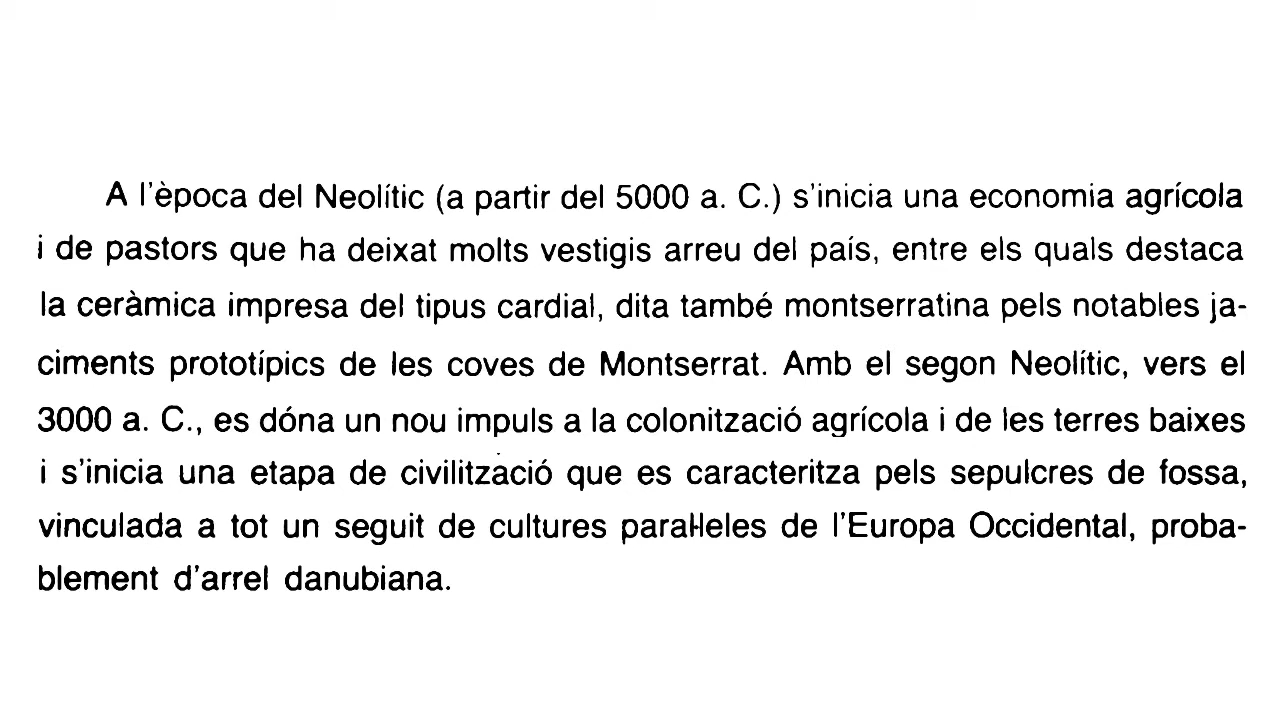 A l'època del Neolític (a partir del 5000 a. C.) s'inicia una economia agrícola
i de pastors que ha deixat molts vestigis arreu del país, entre els quals destaca
la ceràmica impresa del tipus cardial, dita també montserratina pels notables ja-
ciments prototípics de les coves de Montserrat. Amb el segon Neolític, vers el
3000 a. C., es dóna un nou impuls a la colonització agrícola i de les terres baixes
i s'inicia una etapa de civilització que es caracteritza pels sepulcres de fossa,
vinculada a tot un seguit de cultures paral·leles de l'Europa Occidental, proba-
blement d'arrel danubiana.